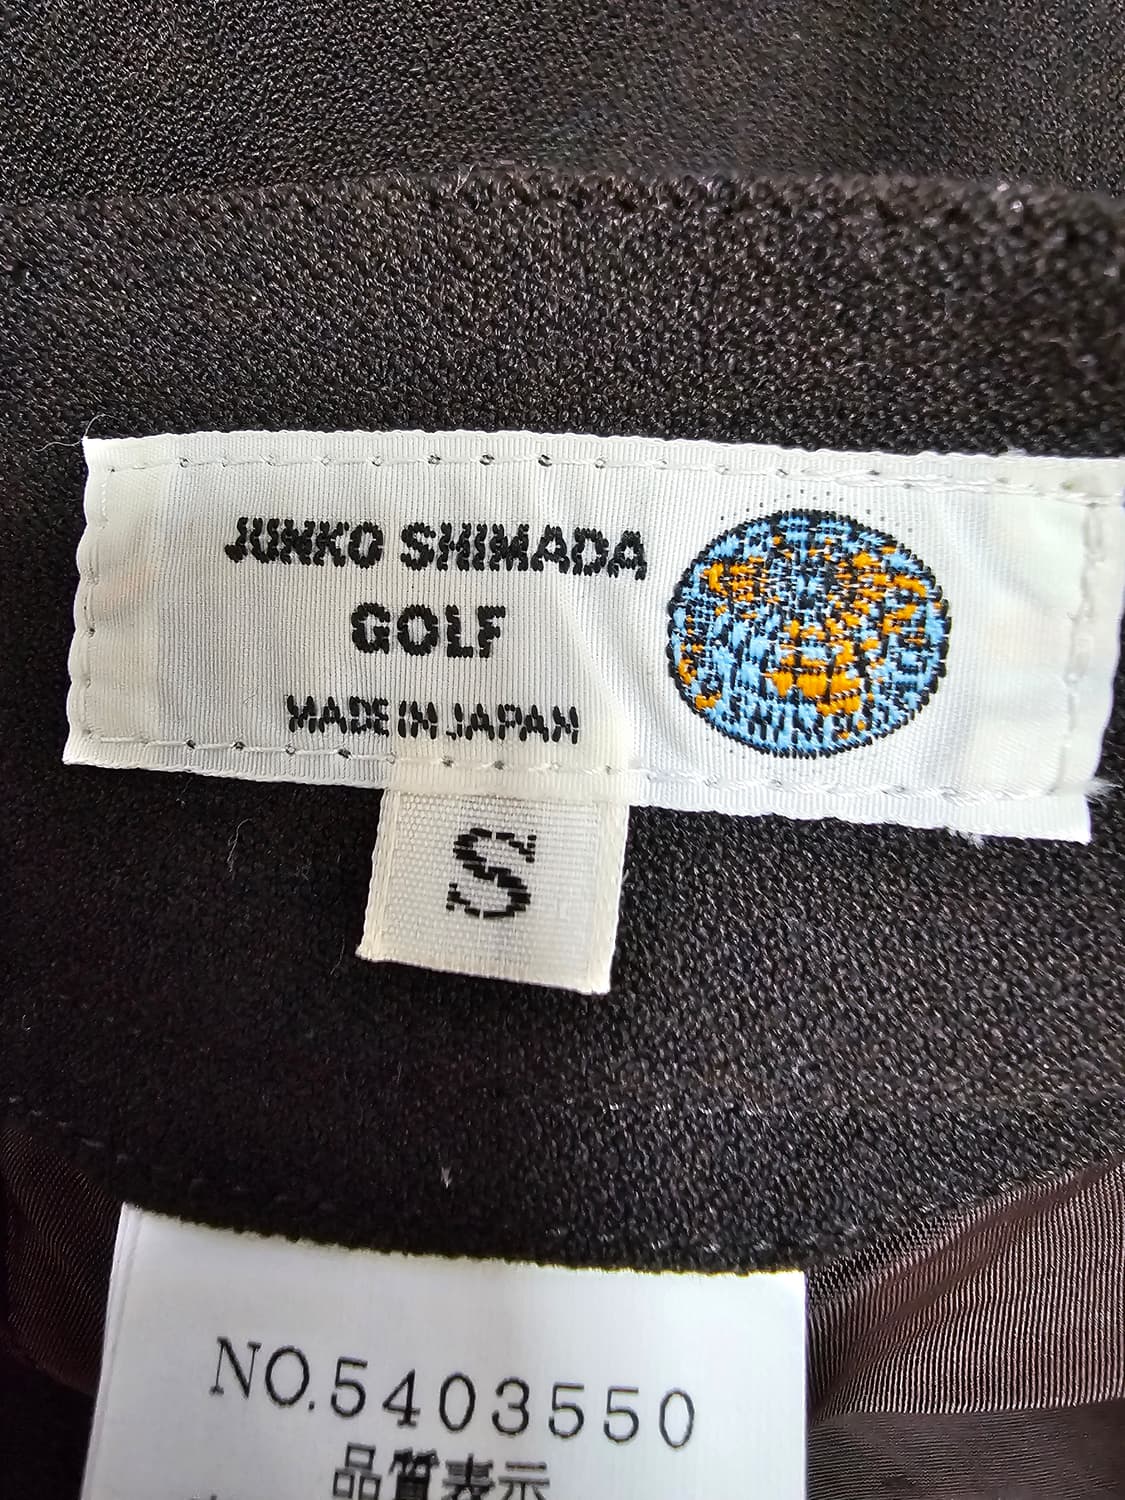 JUNKO SHIMADA
GOLF
MADE IN JAPAN
S
NO.5403550
品質表示